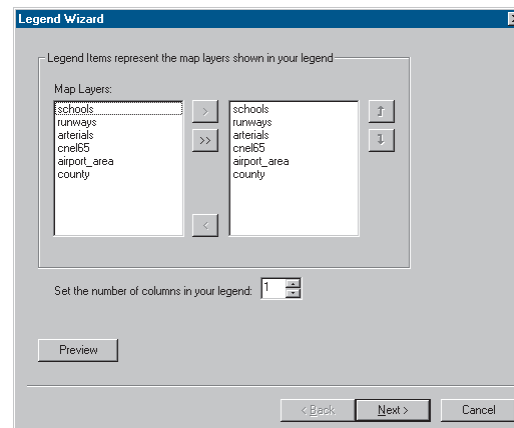 Legend Wizard
Legend Items represent the map layers shown in your legend
Map Layers:
schools
runways
arterials
cnel65
airport_area
county
>
>>
<
schools
runways
arterials
cnel65
airport_area
county
Set the number of columns in your legend: 1
Preview
< Back
Next >
Cancel